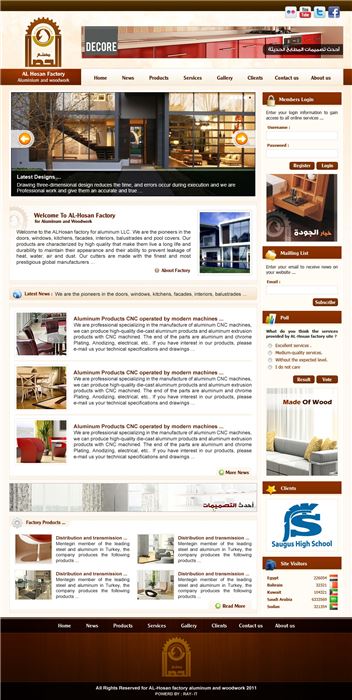 مصنع
الحصان
AL Hosan Factory
Aluminium and woodwork
You
Tube
DECORE
احدث تصميمات المطابخ الحديثة
Home News Products Services Gallery Clients Contact us About us
Latest Designs...
Drawing three-dimensional design reduces the time, and errors occur during execution and we are
Professional work and give them an accurate and true ...
Members Login
Enter your login information to gain
access to all online services ...
Username :
Password :
Register Login
خيار الجودة
Welcome To AL-Hosan Factory
for Aluminum and Woodwork
Welcome to the ALHosan factory for aluminum LLC. We are the pioneers in the
doors, windows, kitchens, facades, interiors, balustrades and pool covers. Our
products are characterized by high quality that make them live a long life and
durability to maintain their appearance and their ability to prevent leakage of
heat, water, air and dust. Our cutters are made with the finest and most
prestigious global manufacturers ...
About Factory
Mailling List
Enter your email to receive news on
your website ...
Email :
Subscribe
Latest News : We are the pioneers in the doors, windows, kitchens, facades, interiors, balustrades ...
Poll
What do you think the services
provided by AL-Hosan factory site ?
Excellent services .
Medium-quality services.
Without the expected level.
I do not care
Result Vote
Aluminum Products CNC operated by modern machines ...
We are professional specializing in the manufacture of aluminum CNC machines,
we can produce high-quality die-cast aluminum products and aluminum extrusion
products with CNC machined. The end of the parts are aluminum and chrome
Plating, Anodizing, electrical, etc.. If you have interest in our products, please
e-mail us your technical specifications and drawings ...
Aluminum Products CNC operated by modern machines ...
We are professional specializing in the manufacture of aluminum CNC machines,
we can produce high-quality die-cast aluminum products and aluminum extrusion
products with CNC machined. The end of the parts are aluminum and chrome
Plating, Anodizing, electrical, etc.. If you have interest in our products, please
e-mail us your technical specifications and drawings ...
Aluminum Products CNC operated by modern machines ...
We are professional specializing in the manufacture of aluminum CNC machines,
we can produce high-quality die-cast aluminum products and aluminum extrusion
products with CNC machined. The end of the parts are aluminum and chrome
Plating, Anodizing, electrical, etc.. If you have interest in our products, please
e-mail us your technical specifications and drawings ...
More News
Made Of Wood
أحدث التصميمات
Clients
Saugus High School
Factory Products ...
Distribution and transmission ...
Mentegin member of the leading
steel and aluminum in Turkey, the
company produces the following
products ...
Distribution and transmission ...
Mentegin member of the leading
steel and aluminum in Turkey, the
company produces the following
products ...
Distribution and transmission ...
Mentegin member of the leading
steel and aluminum in Turkey, the
company produces the following
products ...
Distribution and transmission ...
Mentegin member of the leading
steel and aluminum in Turkey, the
company produces the following
products ...
Read More
Site Visitors
Egypt 226054
Bahrain 32321
Kuwait 104321
Saudi Arabia 6333569
Sudan 321354
Home News Products Services Gallery Clients Contact us About us
All Rights Reserved for AL-Hosan factory aluminum and woodwork 2011
POWERD BY : RAY- IT